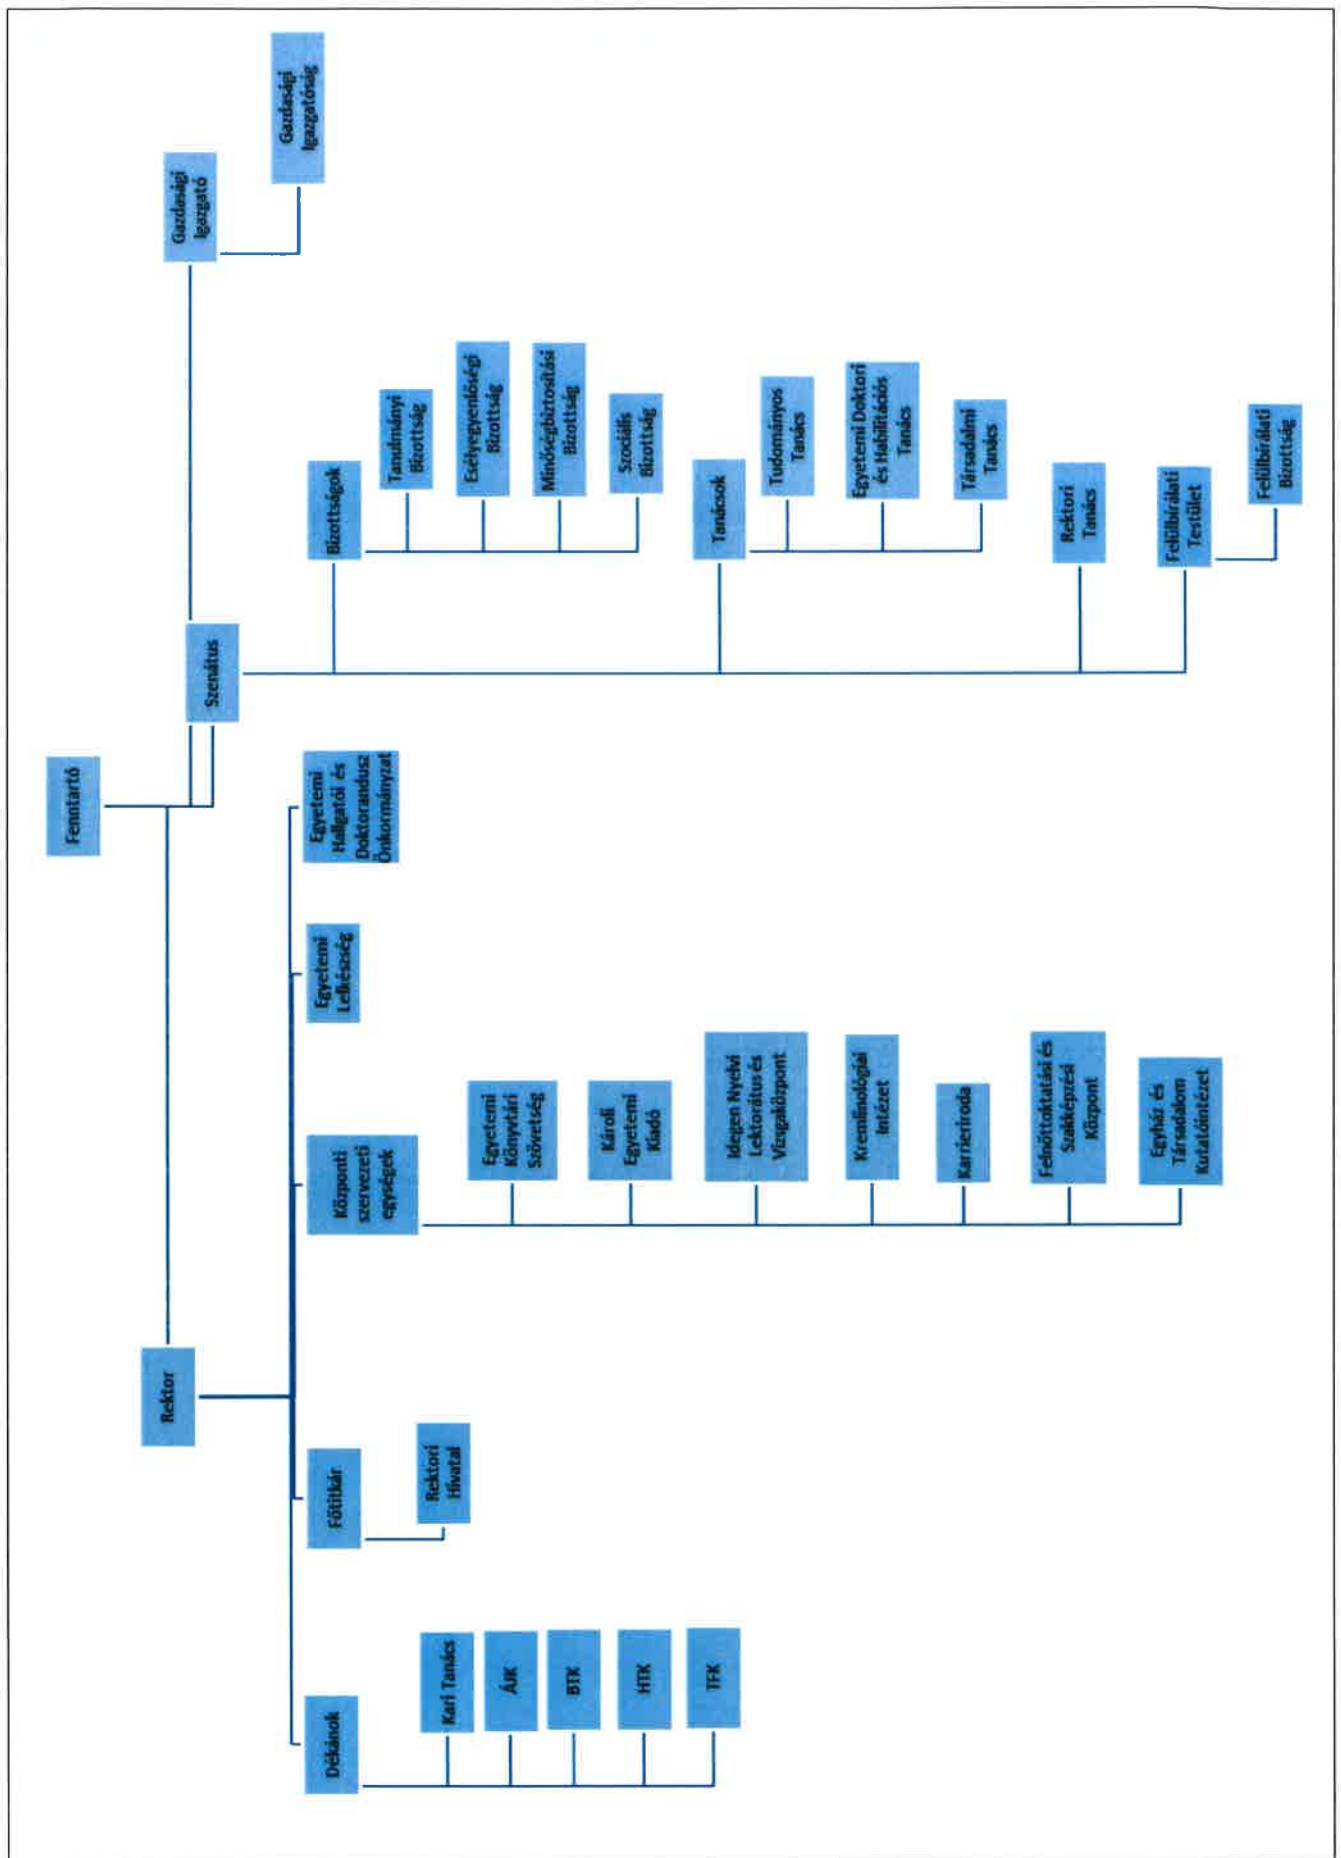 Fenntartó
Rektor
Szenátus
Gazdasági
Igazgató
Gazdasági
Igazgatóság
Dékánok
Kari Tanács
ÁJK
BTK
HTK
TFK
Főtitkár
Rektori
Hivatal
Központi
szervezeti
egységek
Egyetemi
Könyvtári
Szövetség
Károli
Egyetemi
Kiadó
Idegen Nyelvi
Lektorátus és
Vizsgaközpont
Kremlinológiai
Intézet
Karrieriroda
Felnőttoktatási és
Szakképzési
Központ
Egyház és
Társadalom
Kutatóintézet
Egyetemi
Lelkészség
Egyetemi
Hallgatói és
Doktorandusz
Önkormányzat
Bizottságok
Tanulmányi
Bizottság
Esélyegyenlőségi
Bizottság
Minőségbiztosítási
Bizottság
Szociális
Bizottság
Tanácsok
Tudományos
Tanács
Egyetemi Doktori
és Habilitációs
Tanács
Társadalmi
Tanács
Rektori
Tanács
Felülbírálati
Testület
Felülbírálati
Bizottság